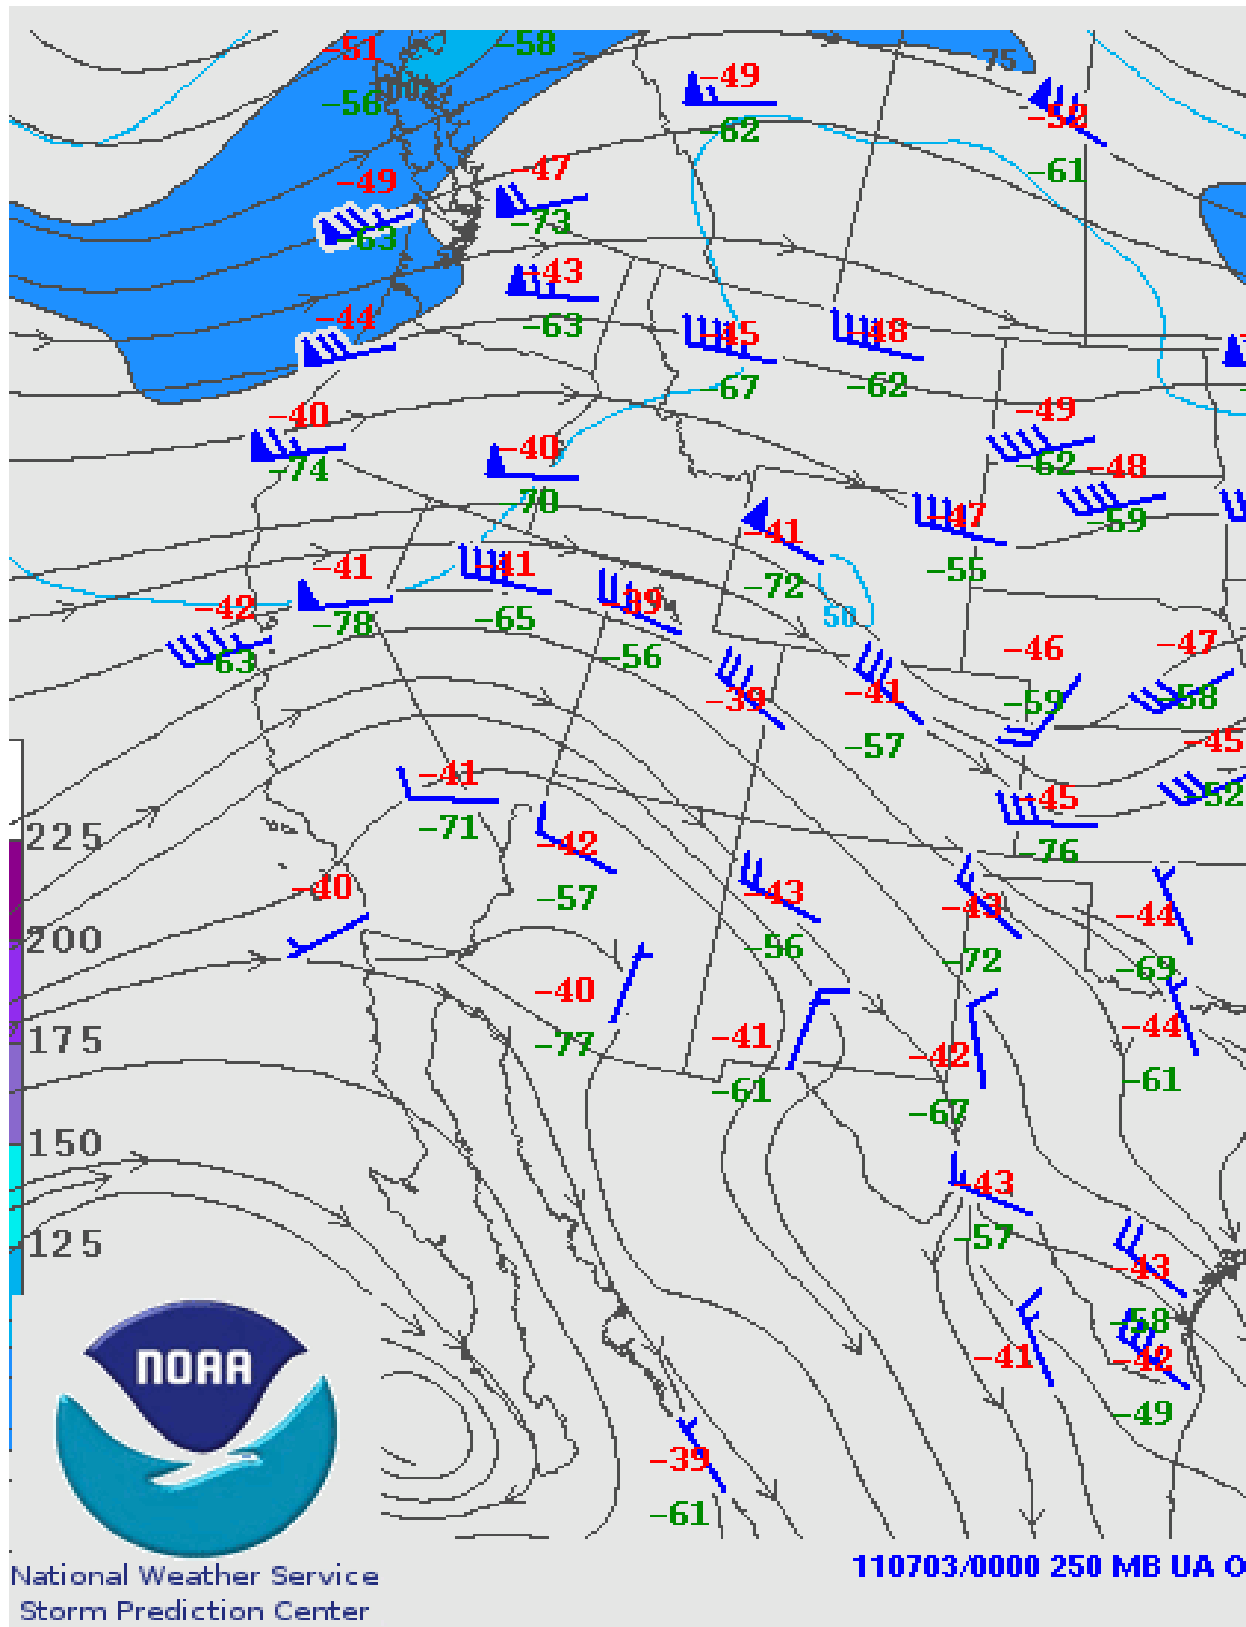 -51 -58
75
-49 -52
-56
-62
-61
-49 -47
-63 -73
-43
-63
-44 -45 -48
-67 -62
-40 -49
-74 -40 -62 -48
-70 -59
-41 -47
-72 -55
-41 -41
-42 -78 -65 -39 50
-63 -56
-46 -47
-39 -41 -59 -58
-57 -45
-41 -45 -52
-71 -76
225
-42
-40 -57 -43 -43 -44
200 -56 -72 -69
-40 -41 -42 -44
175 -77 -61 -67 -61
150
-43
125 -57
-43
-58
-41 -42
-49
NOAA
-39
-61
National Weather Service
Storm Prediction Center
110703/0000 250 MB UA O